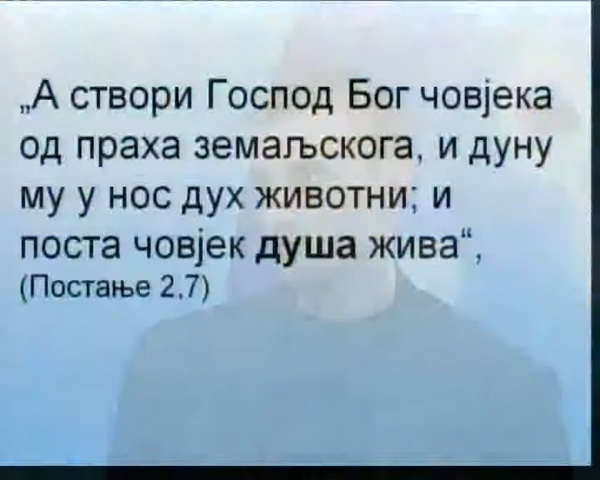 „А створи Господ Бог човјека
од праха земаљскога, и дуну
му у нос дух животни; и
поста човјек душа жива“,
(Постање 2,7)